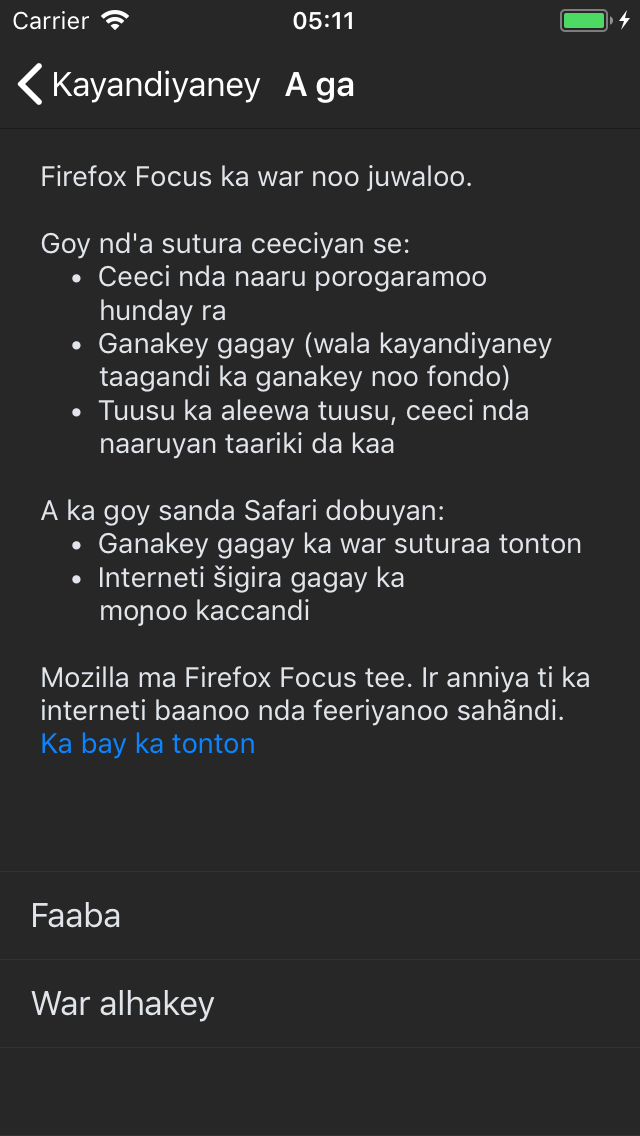 Carrier 05:11
Kayandiyaney A ga
Firefox Focus ka war noo juwaloo.
Goy nd'a sutura ceeciyan se:
• Ceeci nda naaru porogaramoo
hunday ra
• Ganakey gagay (wala kayandiyaney
taagandi ka ganakey noo fondo)
• Tuusu ka aleewa tuusu, ceeci nda
naaruyan taariki da kaa
A ka goy sanda Safari dobuyan:
• Ganakey gagay ka war suturaa tonton
• Interneti šigira gagay ka
moɲoo kaccandi
Mozilla ma Firefox Focus tee. Ir anniya ti ka
interneti baanoo nda feeriyanoo sahãndi.
Ka bay ka tonton
Faaba
War alhakey